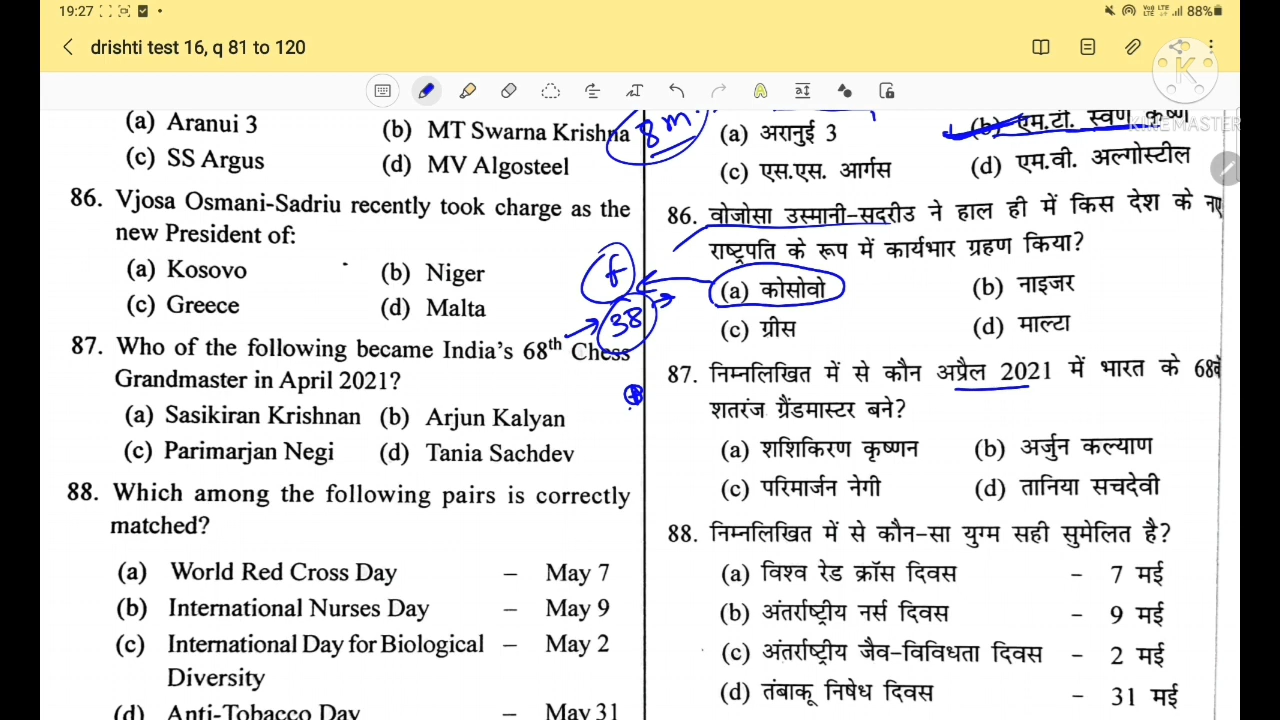 19:27
88%
drishti test 16, q 81 to 120
K
KINEMASTER
(a) Aranui 3 (b) MT Swarna Krishna
(c) SS Argus (d) MV Algosteel
86. Vjosa Osmani-Sadriu recently took charge as the
new President of:
(a) Kosovo (b) Niger
(c) Greece (d) Malta
87. Who of the following became India's 68th Chess
Grandmaster in April 2021?
(a) Sasikiran Krishnan (b) Arjun Kalyan
(c) Parimarjan Negi (d) Tania Sachdev
88. Which among the following pairs is correctly
matched?
(a) World Red Cross Day – May 7
(b) International Nurses Day – May 9
(c) International Day for Biological – May 2
Diversity
(d) Anti-Tobacco Day – May 31
8m
f
38
(a) अरानुई 3 (b) एम.टी. स्वर्ण कृष्ण
(c) एस.एस. आर्गस (d) एम.वी. अल्गोस्टील
86. वोजोसा उस्मानी-सदरीउ ने हाल ही में किस देश के नए
राष्ट्रपति के रूप में कार्यभार ग्रहण किया?
(a) कोसोवो (b) नाइजर
(c) ग्रीस (d) माल्टा
87. निम्नलिखित में से कौन अप्रैल 2021 में भारत के 68वें
शतरंज ग्रैंडमास्टर बने?
(a) शशिकिरण कृष्णन (b) अर्जुन कल्याण
(c) परिमार्जन नेगी (d) तानिया सचदेवी
88. निम्नलिखित में से कौन-सा युग्म सही सुमेलित है?
(a) विश्व रेड क्रॉस दिवस - 7 मई
(b) अंतर्राष्ट्रीय नर्स दिवस - 9 मई
(c) अंतर्राष्ट्रीय जैव-विविधता दिवस - 2 मई
(d) तंबाकू निषेध दिवस - 31 मई